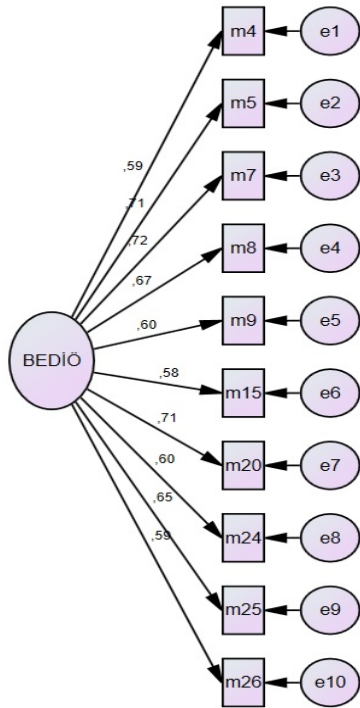 m4 e1
m5 e2
,59
,71
m7 e3
,72
m8 e4
,67
m9 e5
,60
BEDİÖ
,58
m15 e6
,71
m20 e7
,60
m24 e8
,65
,59
m25 e9
m26 e10